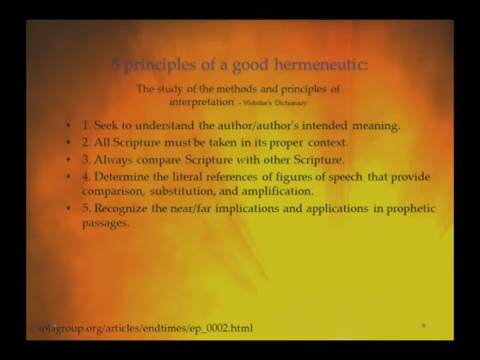 5 principles of a good hermeneutic:
The study of the methods and principles of
interpretation – Webster's Dictionary
• 1. Seek to understand the author/author's intended meaning.
• 2. All Scripture must be taken in its proper context.
• 3. Always compare Scripture with other Scripture.
• 4. Determine the literal references of figures of speech that provide
comparison, substitution, and amplification.
• 5. Recognize the near/far implications and applications in prophetic
passages.
solagroup.org/articles/endtimes/ep_0002.html